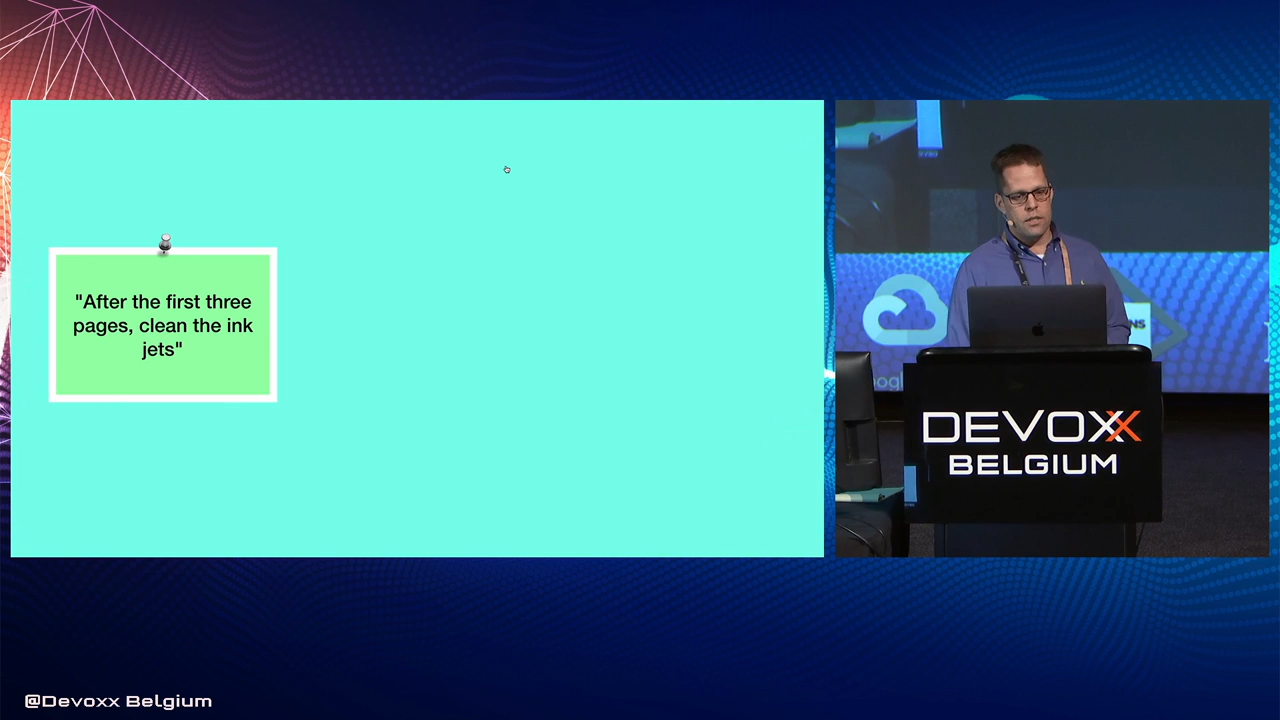 "After the first three
pages, clean the ink
jets"
DEVOXX
BELGIUM
@Devoxx Belgium